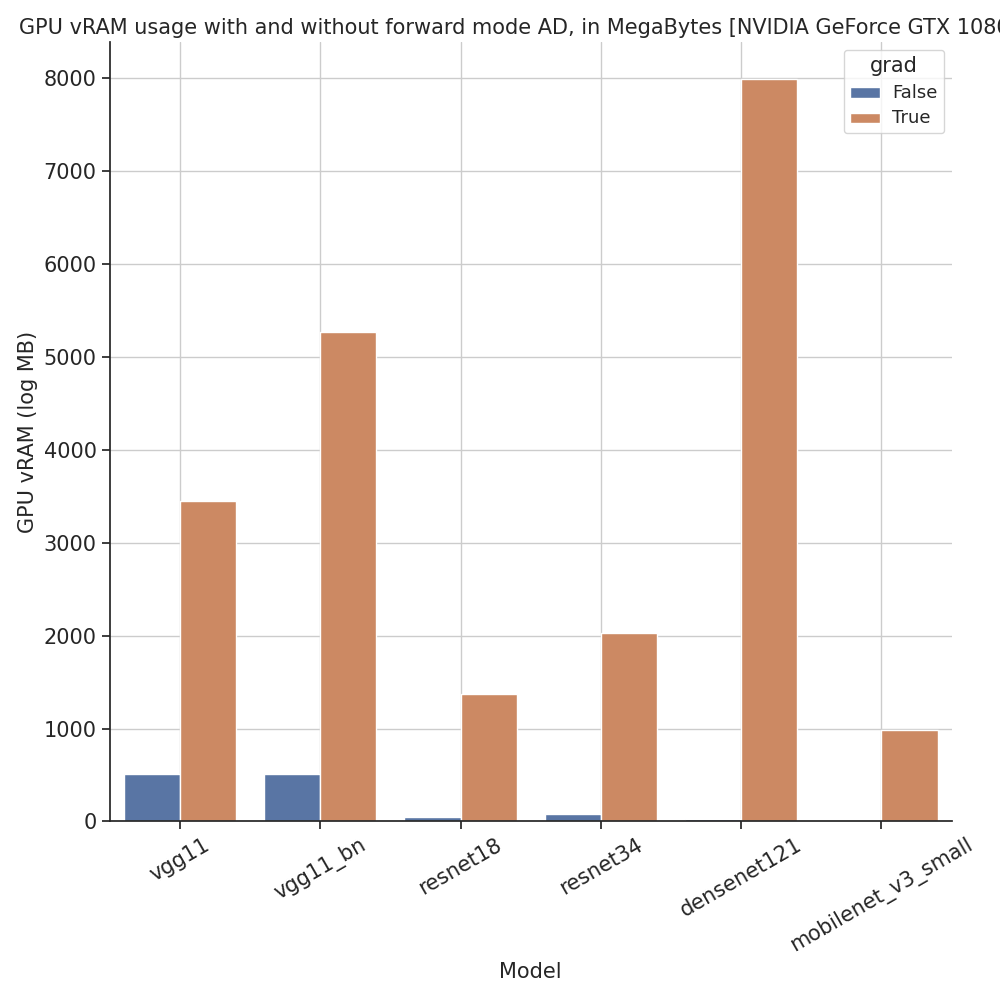 GPU vRAM usage with and without forward mode AD, in MegaBytes [NVIDIA GeForce GTX 108
grad
False
True
8000
7000
6000
5000
4000
3000
2000
1000
0
GPU vRAM (log MB)
vgg11
vgg11_bn
resnet18
resnet34
densenet121
mobilenet_v3_small
Model